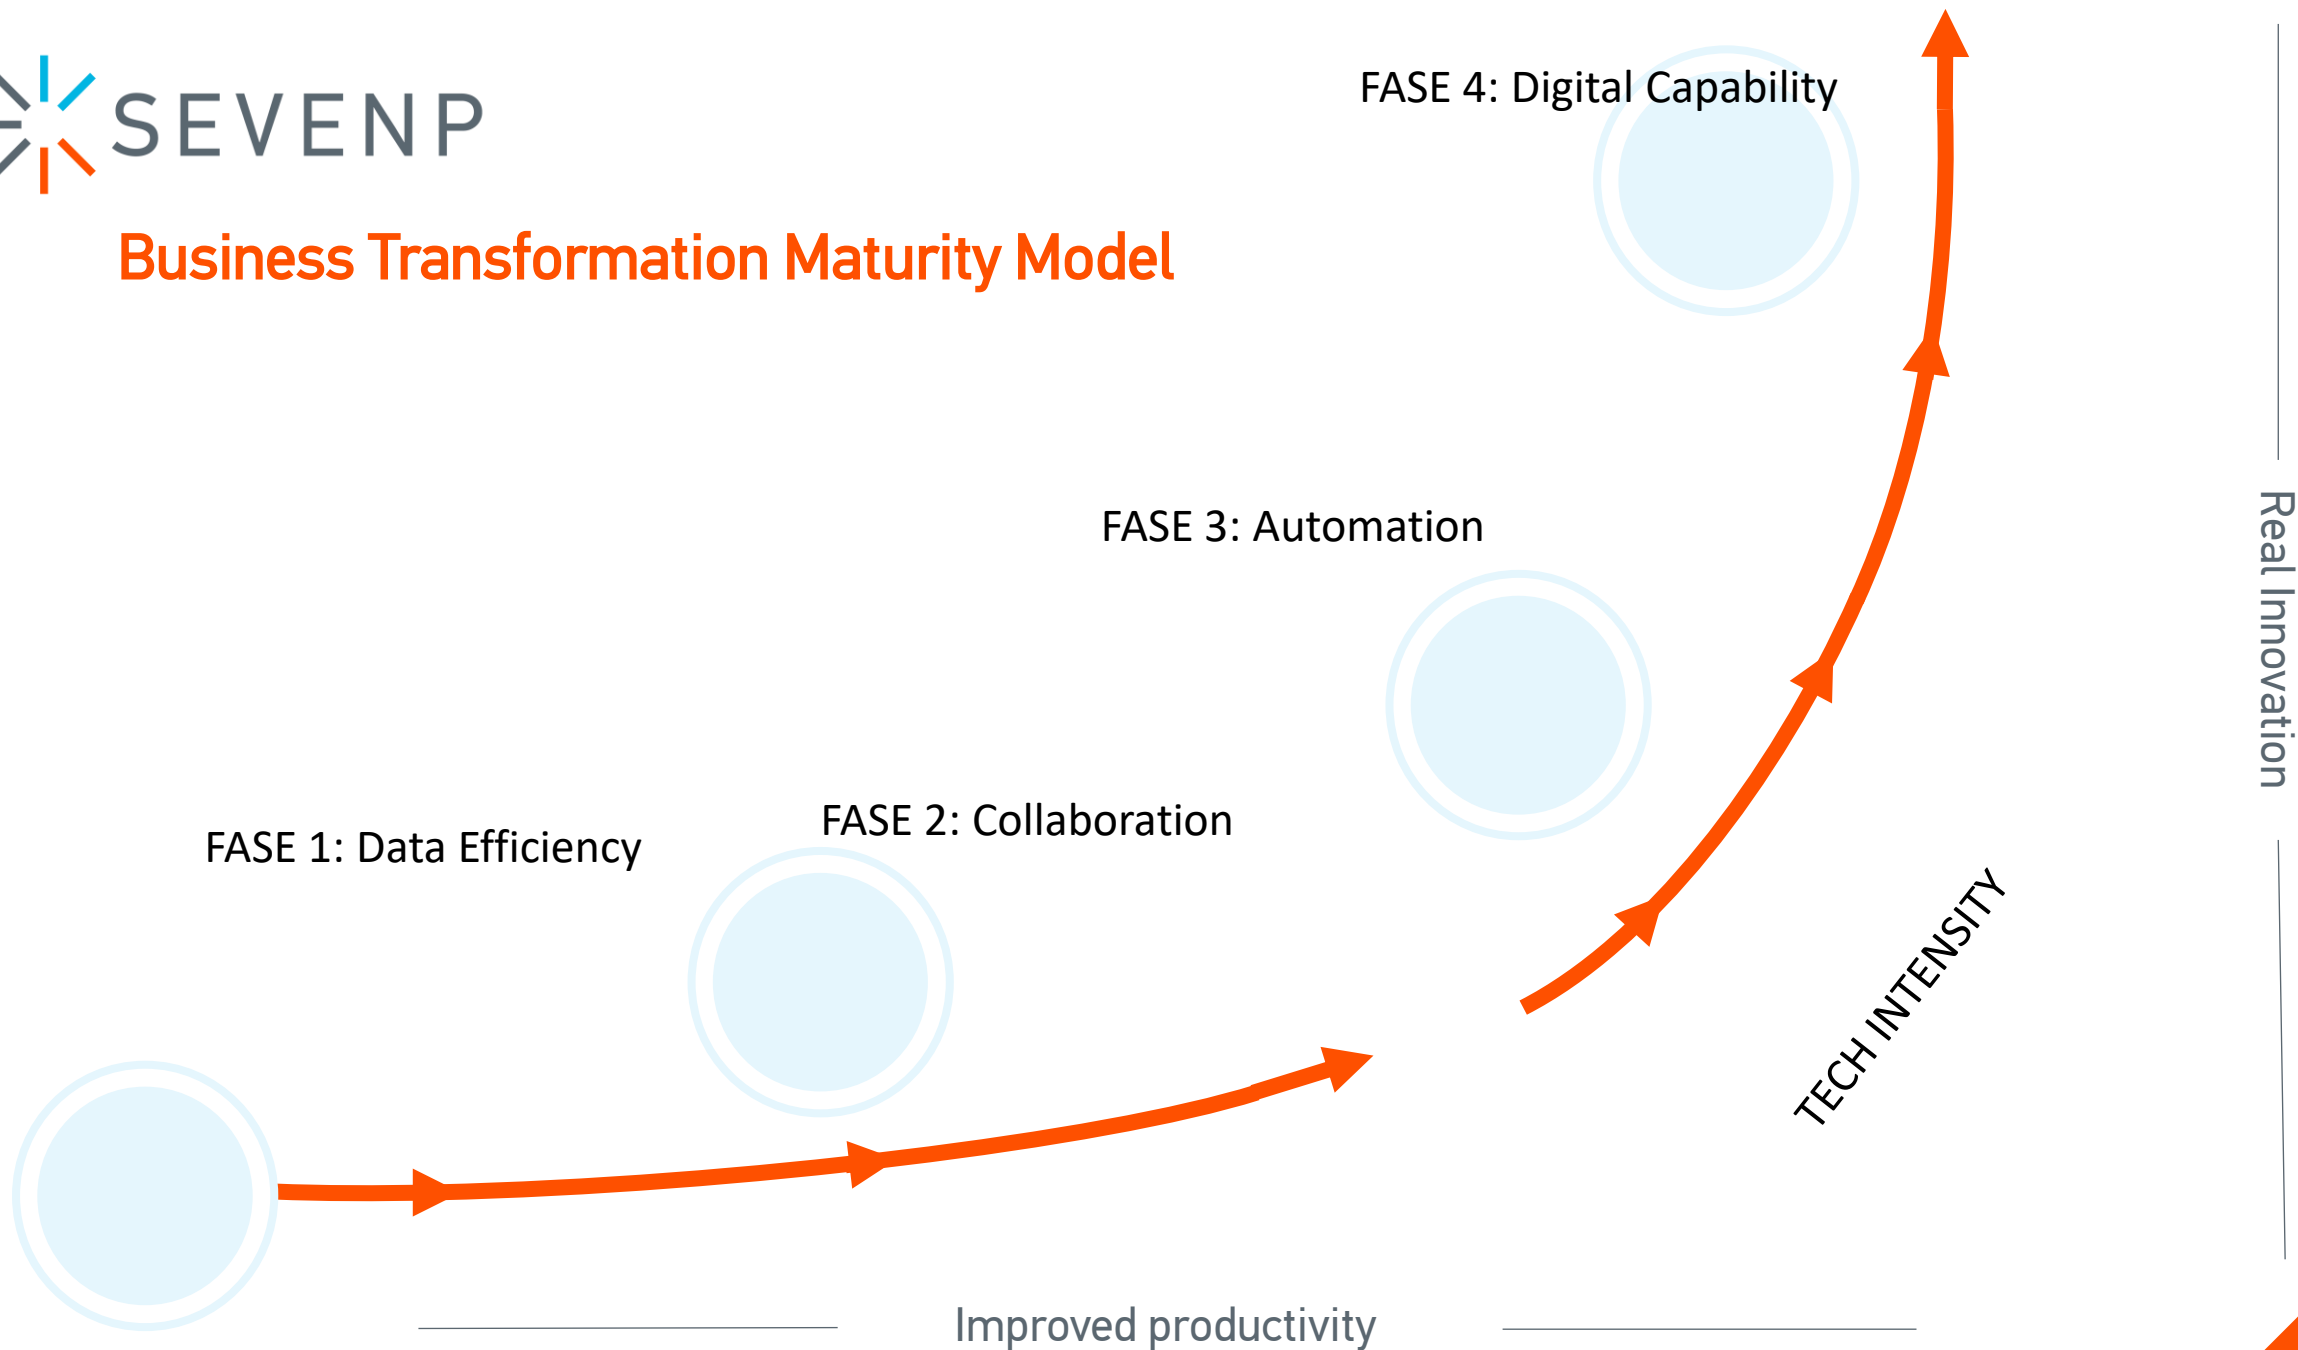 SEVENP
Business Transformation Maturity Model
FASE 4: Digital Capability
FASE 3: Automation
FASE 2: Collaboration
FASE 1: Data Efficiency
TECH INTENSITY
Real Innovation
Improved productivity